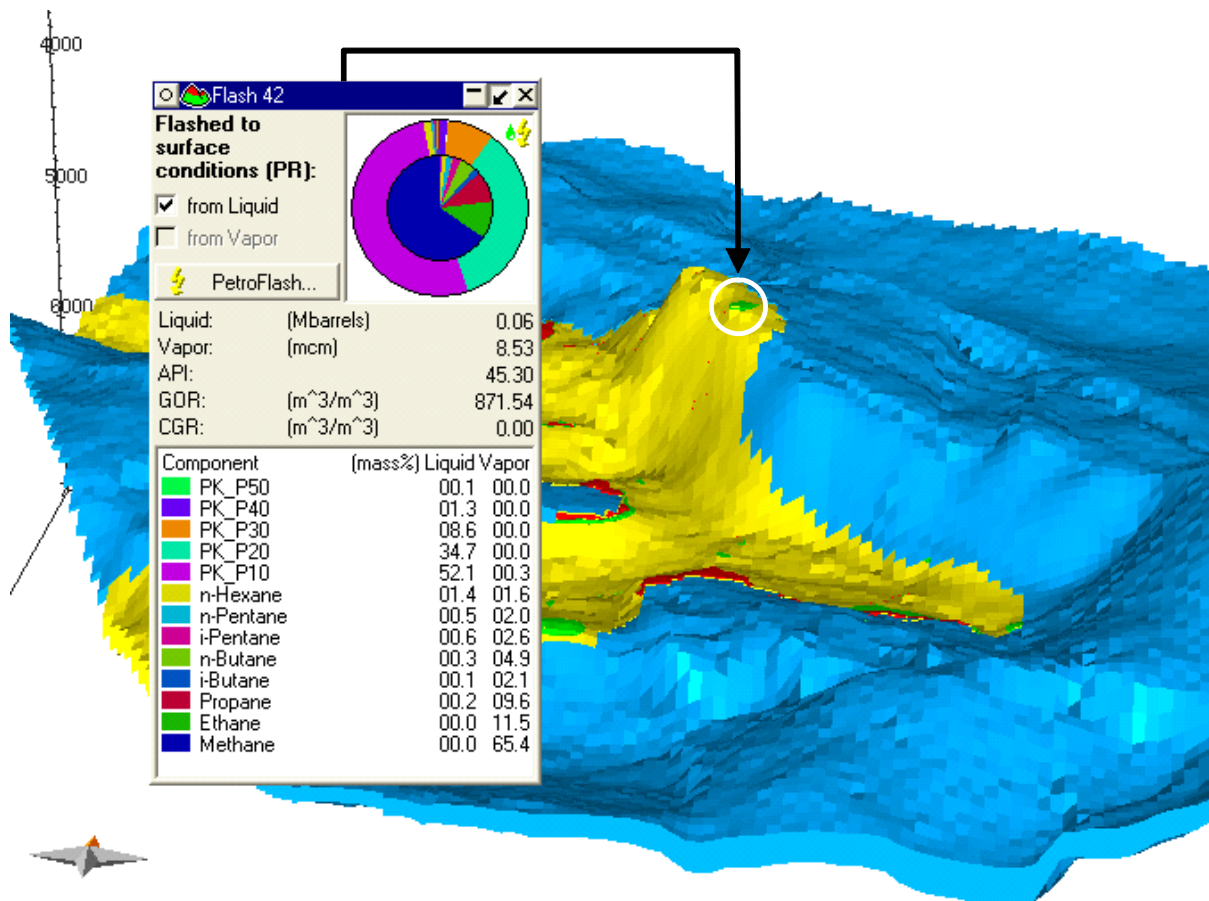 4000
5000
6000
Flash 42
Flashed to
surface
conditions (PR):
from Liquid
from Vapor
PetroFlash...
Liquid: (Mbarrels) 0.06
Vapor: (mcm) 8.53
API: 45.30
GOR: (m^3/m^3) 871.54
CGR: (m^3/m^3) 0.00
Component (mass%) Liquid Vapor
PK_P50 00.1 00.0
PK_P40 01.3 00.0
PK_P30 08.6 00.0
PK_P20 34.7 00.0
PK_P10 52.1 00.3
n-Hexane 01.4 01.6
n-Pentane 00.5 02.0
i-Pentane 00.6 02.6
n-Butane 00.3 04.9
i-Butane 00.1 02.1
Propane 00.2 09.6
Ethane 00.0 11.5
Methane 00.0 65.4